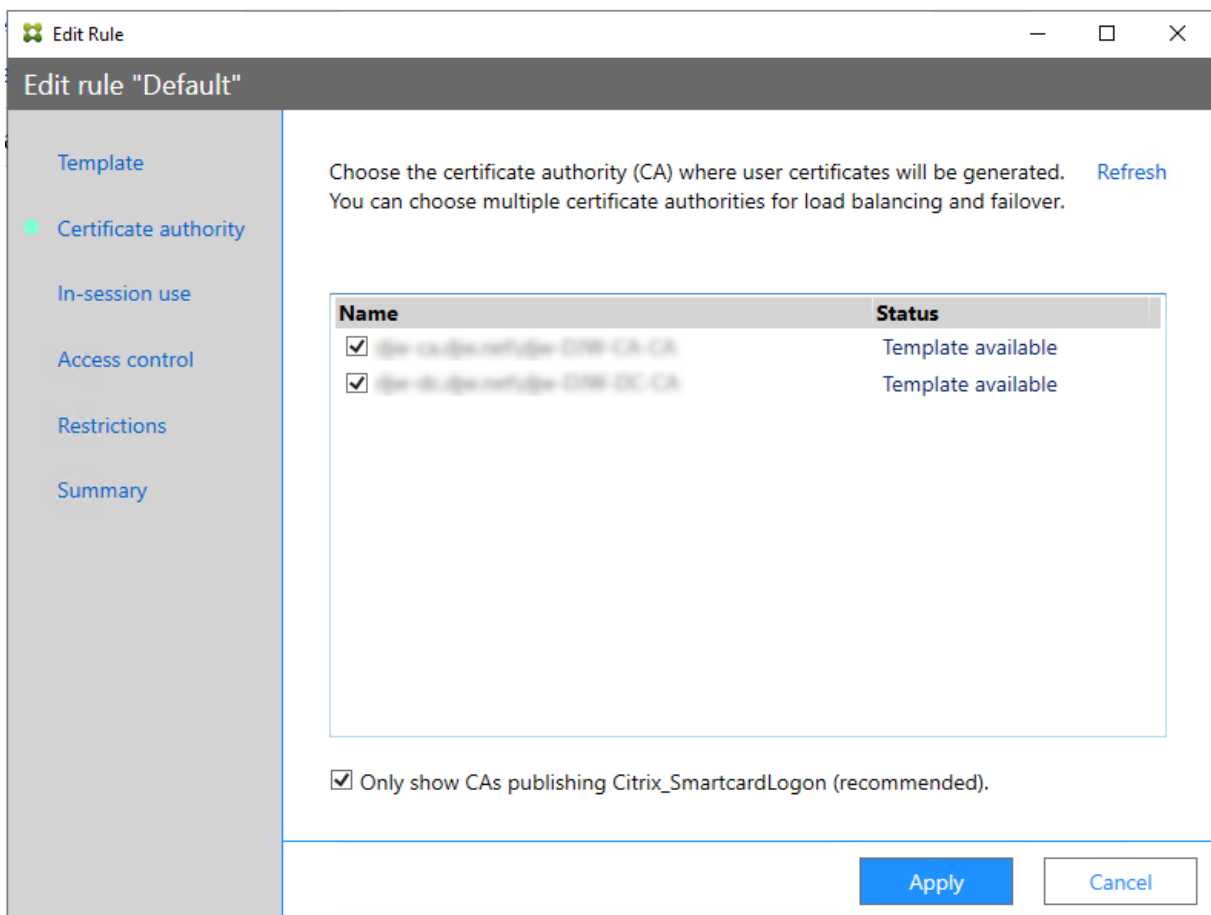 Edit Rule
Edit rule "Default"
Template
Certificate authority
In-session use
Access control
Restrictions
Summary
Choose the certificate authority (CA) where user certificates will be generated.
Refresh
You can choose multiple certificate authorities for load balancing and failover.
Name Status
Template available
Template available
Only show CAs publishing Citrix_SmartcardLogon (recommended).
Apply Cancel